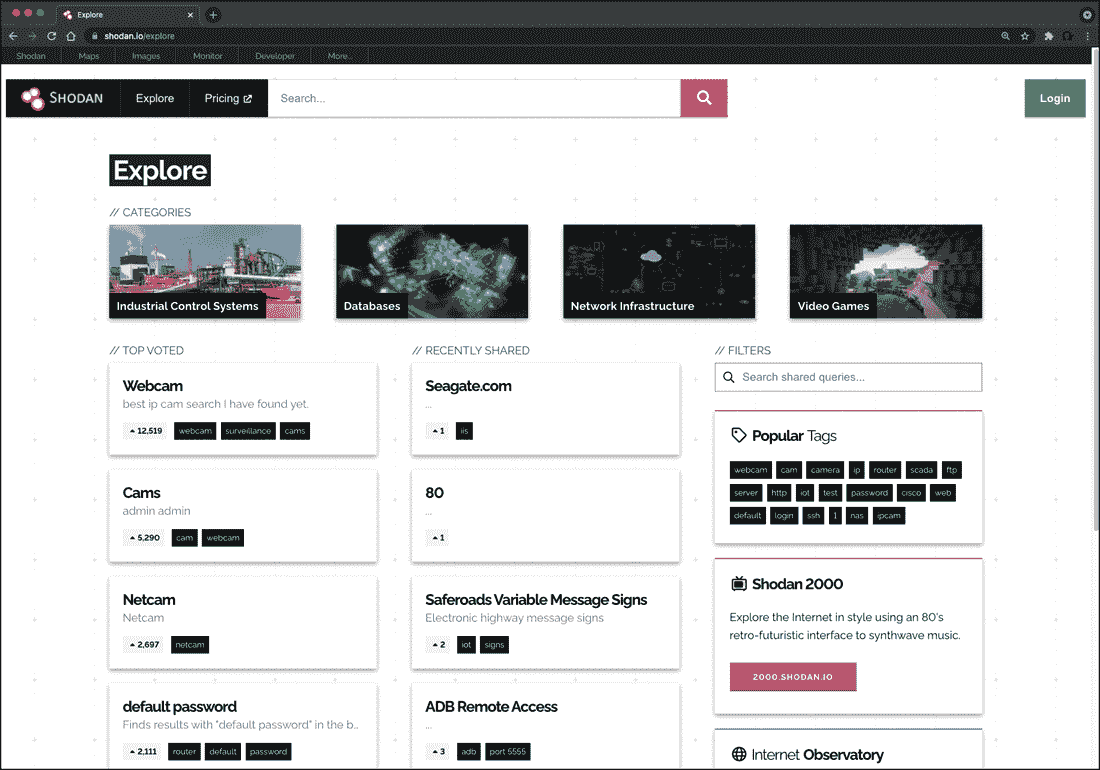 Explore
shodan.io/explore
Shodan Maps Images Monitor Developer More...
SHODAN Explore Pricing Search... Login
Explore
// CATEGORIES
Industrial Control Systems
Databases
Network Infrastructure
Video Games
// TOP VOTED
Webcam
best ip cam search I have found yet.
12,519 webcam surveillance cams
Cams
admin admin
5,290 cam webcam
Netcam
Netcam
2,697 netcam
default password
Finds results with "default password" in the b...
2,111 router default password
// RECENTLY SHARED
Seagate.com
...
1 iis
80
...
1
Saferoads Variable Message Signs
Electronic highway message signs
2 iot signs
ADB Remote Access
...
3 adb port 5555
// FILTERS
Search shared queries...
Popular Tags
webcam cam camera ip router scada ftp
server http iot test password cisco web
default login ssh 1 nas ipcam
Shodan 2000
Explore the Internet in style using an 80's
retro-futuristic interface to synthwave music.
2000.SHODAN.IO
Internet Observatory